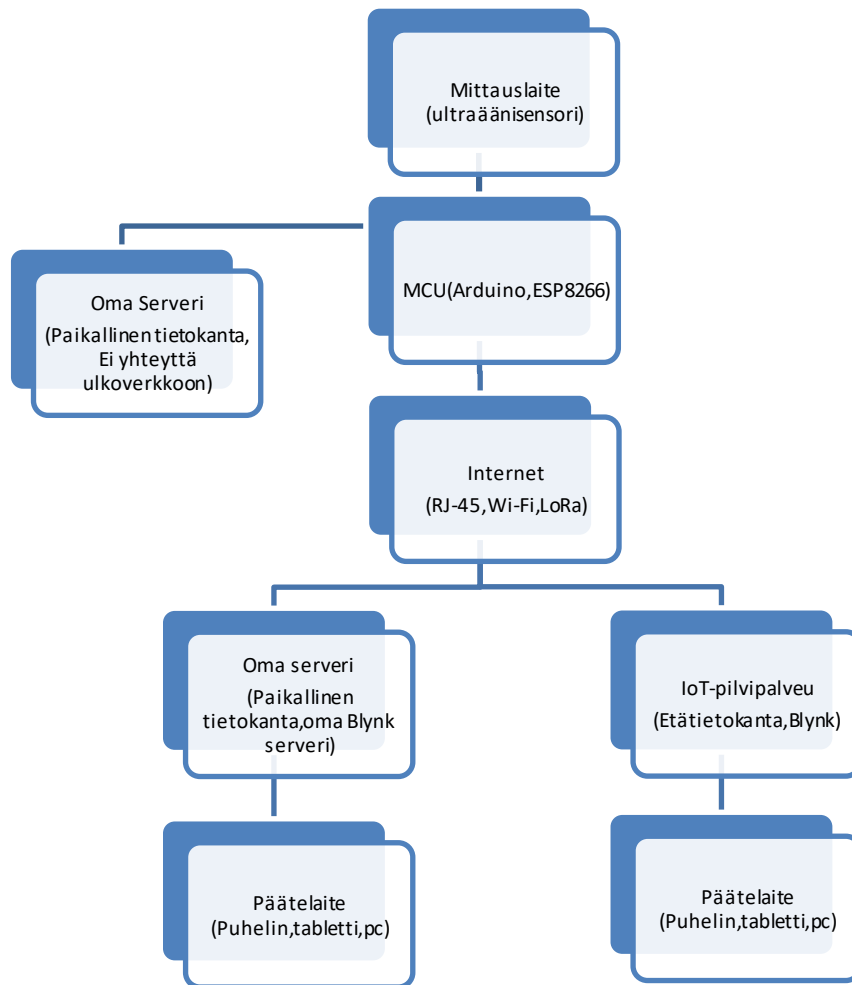 Mittauslaite
(ultraäänisensori)
MCU(Arduino,ESP8266)
Oma Serveri
(Paikallinen tietokanta,
Ei yhteyttä
ulkoverkkoon)
Internet
(RJ-45,Wi-Fi,LoRa)
Oma serveri
(Paikallinen
tietokanta,oma Blynk
serveri)
IoT-pilvipalveu
(Etätietokanta,Blynk)
Päätelaite
(Puhelin,tabletti,pc)
Päätelaite
(Puhelin,tabletti,pc)